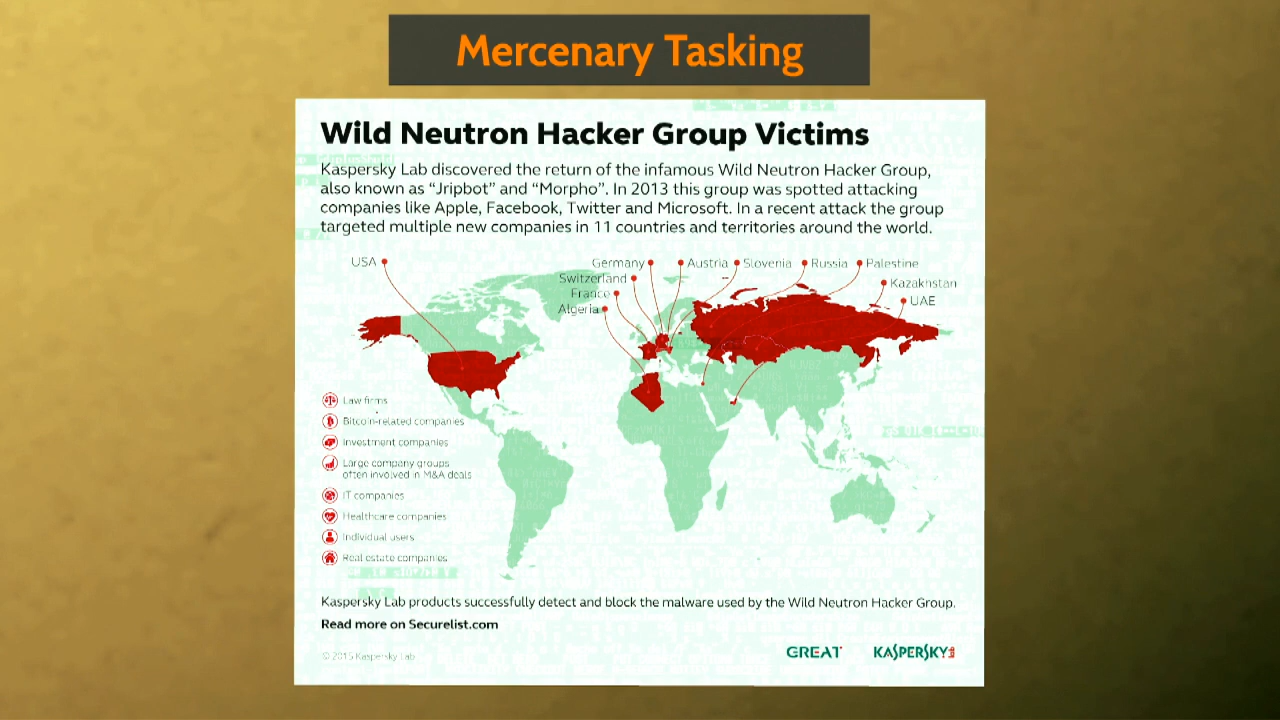 Mercenary Tasking
Wild Neutron Hacker Group Victims
Kaspersky Lab discovered the return of the infamous Wild Neutron Hacker Group,
also known as “Jripbot” and “Morpho”. In 2013 this group was spotted attacking
companies like Apple, Facebook, Twitter and Microsoft. In a recent attack the group
targeted multiple new companies in 11 countries and territories around the world.
USA
Germany
Austria
Slovenia
Russia
Palestine
Switzerland
Kazakhstan
France
UAE
Algeria
Law firms
Bitcoin-related companies
Investment companies
Large company groups
often involved in M&A deals
IT companies
Healthcare companies
Individual users
Real estate companies
Kaspersky Lab products successfully detect and block the malware used by the Wild Neutron Hacker Group.
Read more on Securelist.com
© 2015 Kaspersky Lab
GREAT
KASPERSKY lab